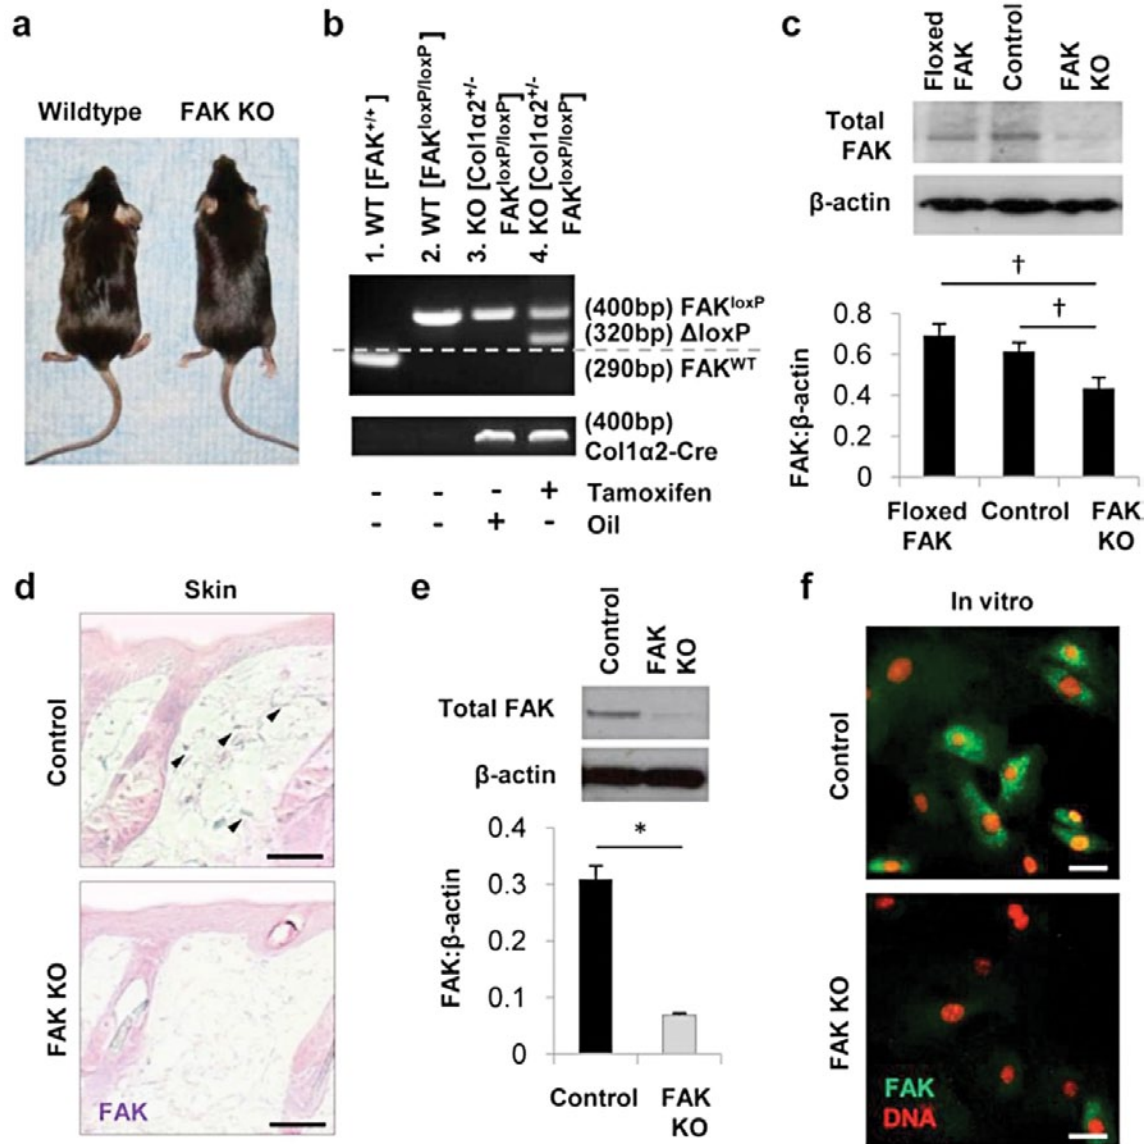 a
Wildtype FAK KO
b
1. WT [FAK+/+]
2. WT [FAKloxP/loxP]
3. KO [Col1α2+/-
FAKloxP/loxP]
4. KO [Col1α2+/-
FAKloxP/loxP]
(400bp) FAKloxP
(320bp) ΔloxP
(290bp) FAKWT
(400bp)
Col1α2-Cre
- - - + Tamoxifen
- - + - Oil
c
Floxed
FAK
Control
FAK
KO
Total
FAK
β-actin
†
†
FAK:β-actin
0.8
0.6
0.4
0.2
0
Floxed
FAK
Control
FAK
KO
d
Skin
Control
FAK KO
FAK
e
Control
FAK
KO
Total FAK
β-actin
*
FAK:β-actin
0.4
0.3
0.2
0.1
0
Control
FAK
KO
f
In vitro
Control
FAK KO
FAK
DNA